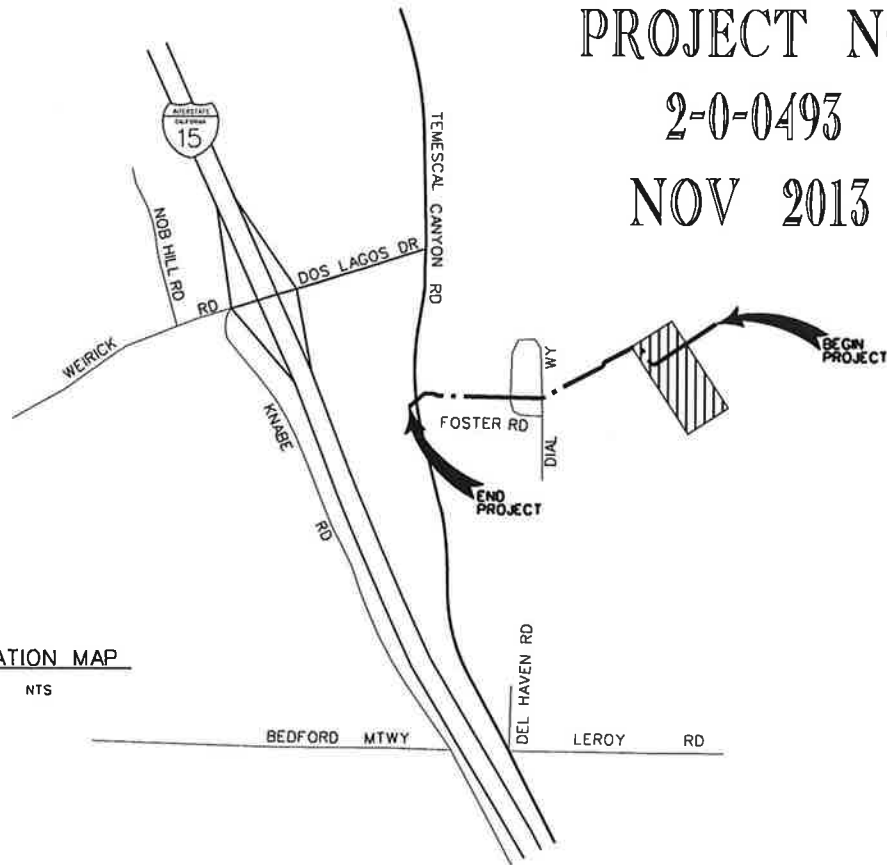 PROJECT N
2-0-0493
NOV 2013
INTERSTATE
CALIFORNIA
15
TEMESCAL CANYON RD
NOB HILL RD
DOS LAGOS DR
RD
WEIRICK
BEGIN
PROJECT
WY
FOSTER RD
DIAL
KNABE
RD
END
PROJECT
ATION MAP
NTS
DEL HAVEN RD
BEDFORD MTWY
LEROY RD